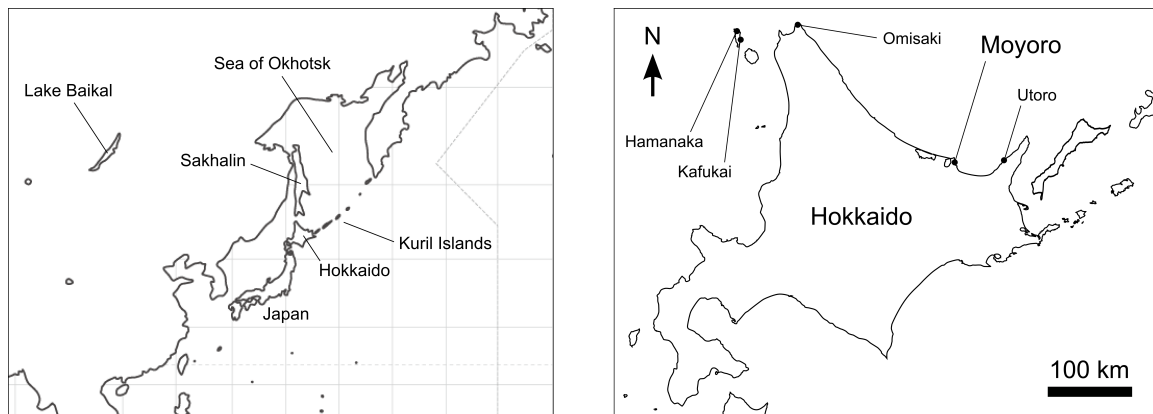 Sea of Okhotsk
Lake Baikal
Sakhalin
Kuril Islands
Hokkaido
Japan
N
Omisaki
Moyoro
Utoro
Hamanaka
Kafukai
Hokkaido
100 km